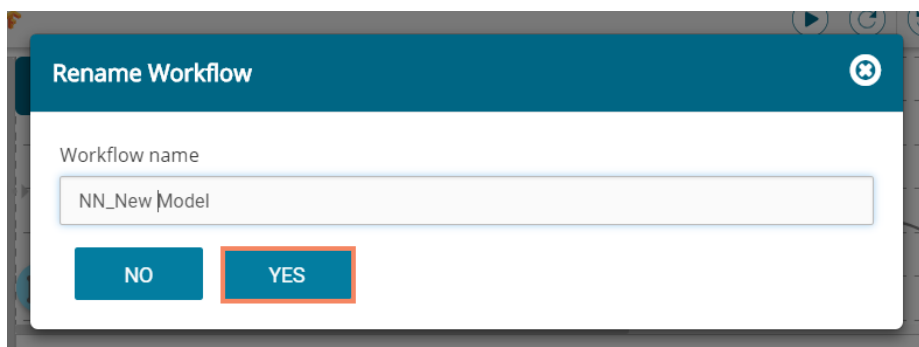 Rename Workflow
Workflow name
NN_New Model
NO YES